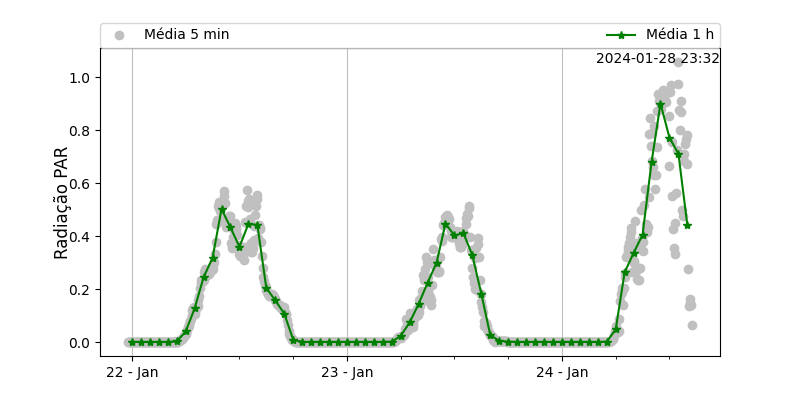 Média 5 min
Média 1 h
2024-01-28 23:32
Radiação PAR
1.0
0.8
0.6
0.4
0.2
0.0
22 - Jan
23 - Jan
24 - Jan